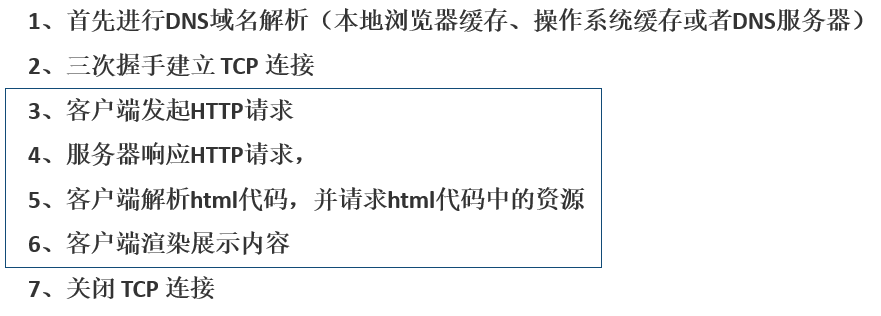 1、首先进行DNS域名解析（本地浏览器缓存、操作系统缓存或者DNS服务器）
2、三次握手建立 TCP 连接
3、客户端发起HTTP请求
4、服务器响应HTTP请求，
5、客户端解析html代码，并请求html代码中的资源
6、客户端渲染展示内容
7、关闭 TCP 连接